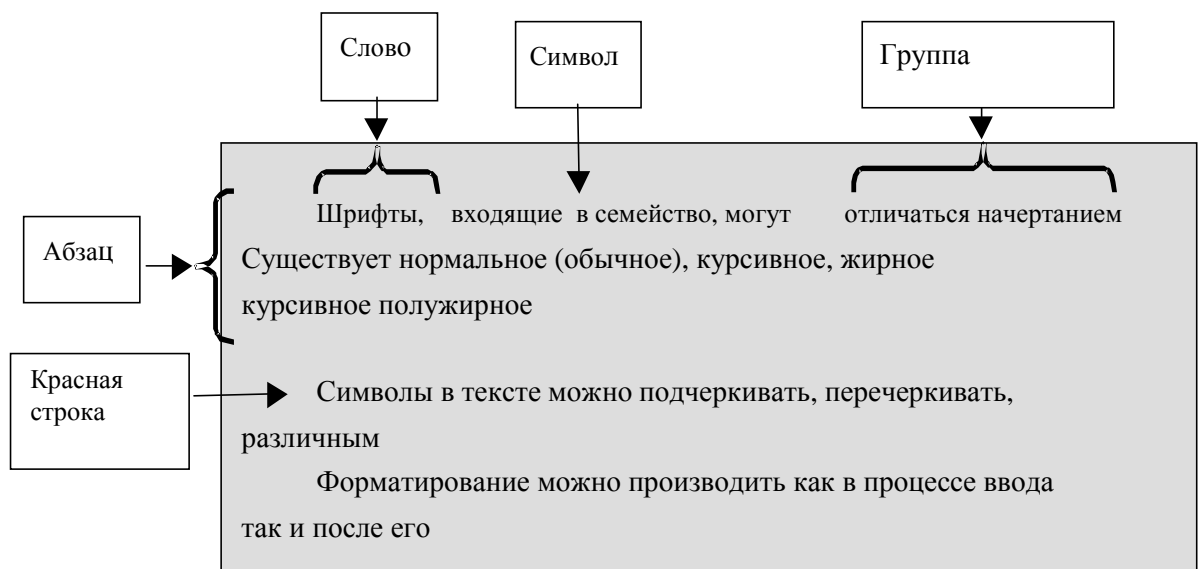 Слово
Символ
Группа
Шрифты, входящие в семейство, могут отличаться начертанием
Абзац
Существует нормальное (обычное), курсивное, жирное
курсивное полужирное
Красная
строка
Символы в тексте можно подчеркивать, перечеркивать,
различным
Форматирование можно производить как в процессе ввода
так и после его